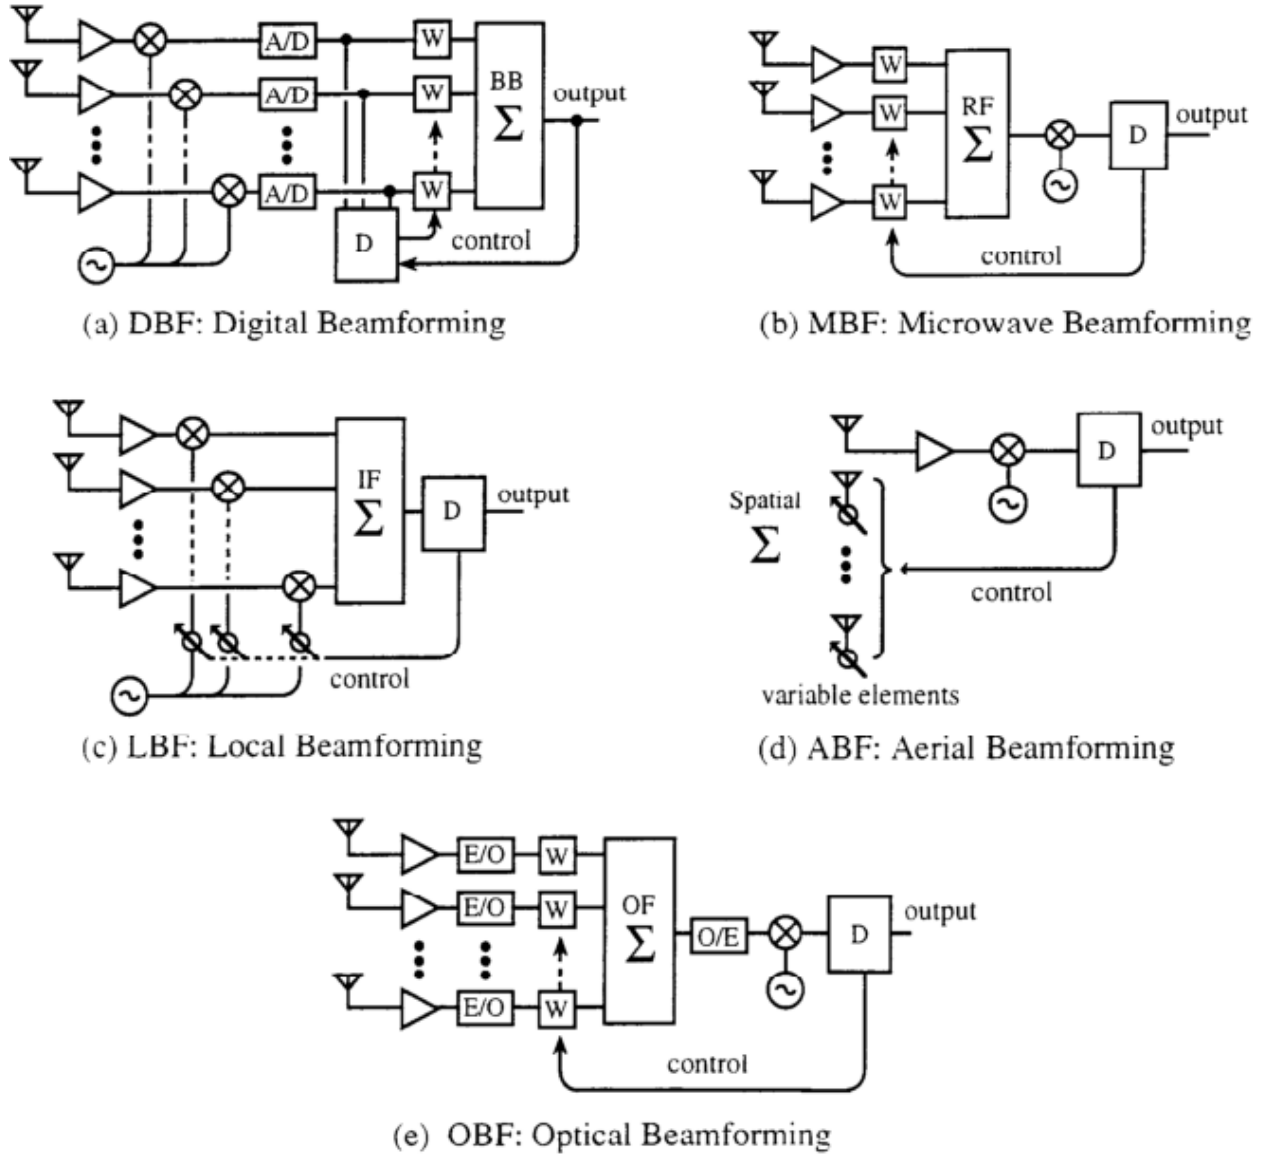 A/D W BB output
A/D W Σ
A/D W
D control
(a) DBF: Digital Beamforming
W RF output
W Σ D
W
control
(b) MBF: Microwave Beamforming
IF output
Σ D
control
(c) LBF: Local Beamforming
D output
Spatial
Σ
control
variable elements
(d) ABF: Aerial Beamforming
E/O W
E/O W OF output
Σ O/E D
E/O W
control
(e) OBF: Optical Beamforming